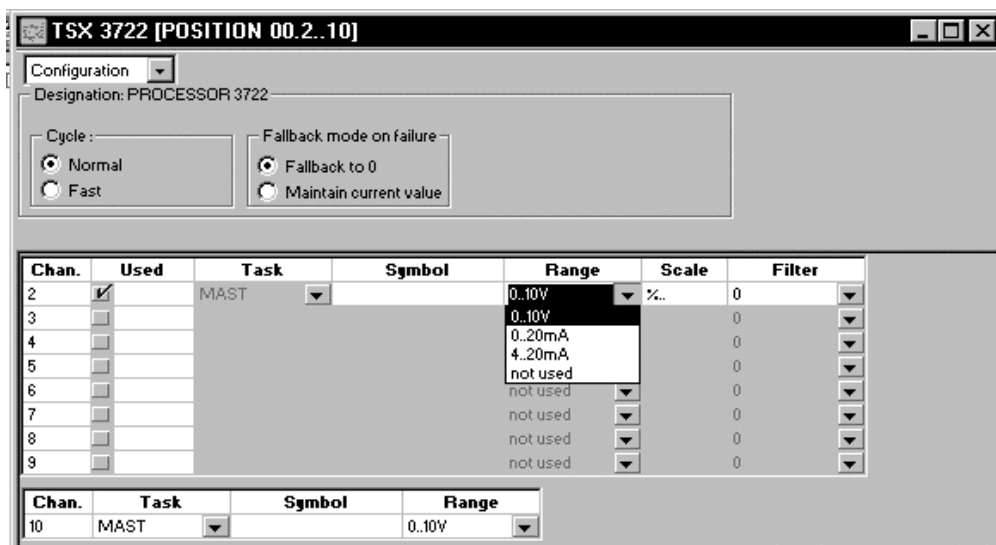 TSX 3722 [POSITION 00.2..10]
Configuration
Designation: PROCESSOR 3722
Cycle : Fallback mode on failure
Normal Fallback to 0
Fast Maintain current value
Chan. Used Task Symbol Range Scale Filter
2 MAST 0..10V %.. 0
3 0..10V 0
4 0..20mA 0
5 4..20mA 0
not used
6 not used 0
7 not used 0
8 not used 0
9 not used 0
Chan. Task Symbol Range
10 MAST 0..10V